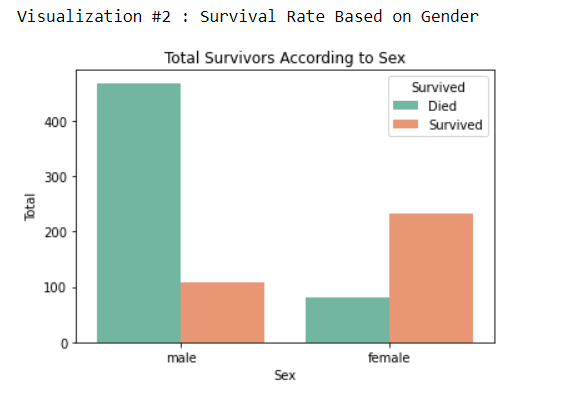 Visualization #2 : Survival Rate Based on Gender
Total Survivors According to Sex
Survived
Died
Survived
Total
400
300
200
100
0
male female
Sex